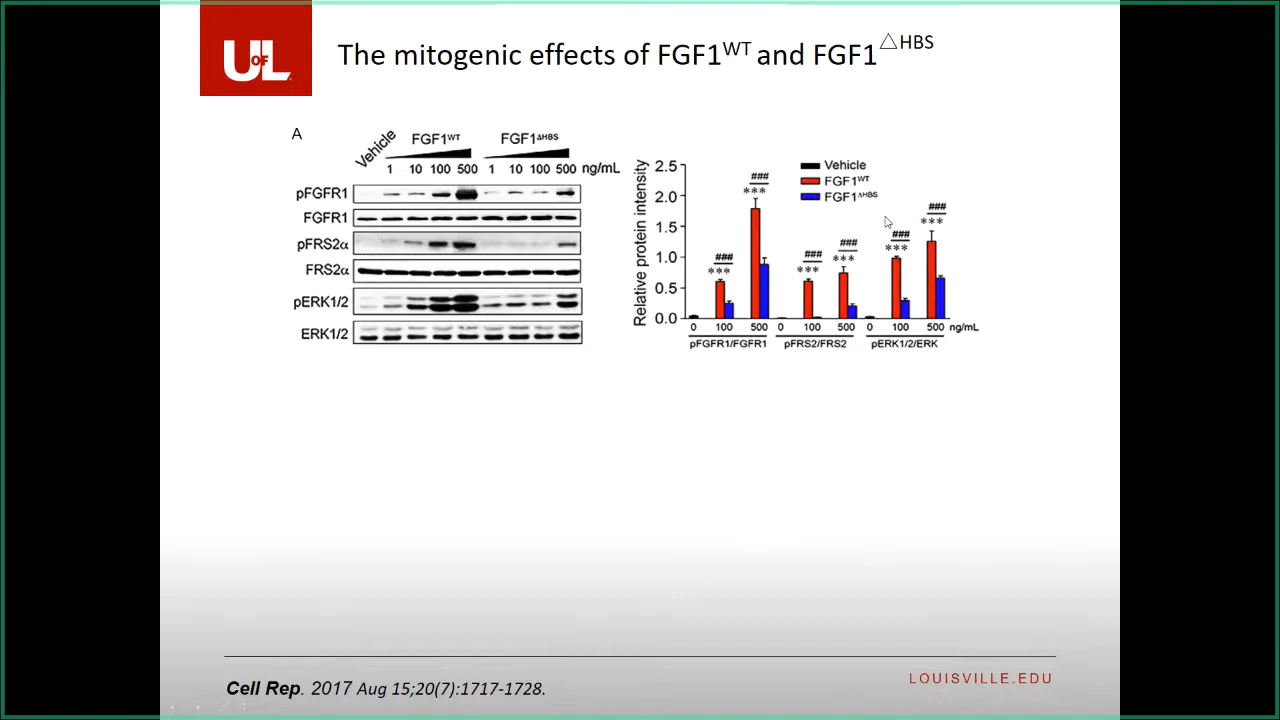 U OF L
The mitogenic effects of FGF1WT and FGF1△HBS
A
Vehicle
FGF1WT
FGF1ΔHBS
1 10 100 500 1 10 100 500 ng/mL
pFGFR1
FGFR1
pFRS2α
FRS2α
pERK1/2
ERK1/2
Relative protein intensity
2.5
2.0
1.5
1.0
0.5
0.0
Vehicle
FGF1WT
FGF1ΔHBS
###
***
###
***
###
***
###
***
###
***
###
***
0 100 500 0 100 500 0 100 500 ng/mL
pFGFR1/FGFR1 pFRS2/FRS2 pERK1/2/ERK
Cell Rep. 2017 Aug 15;20(7):1717-1728.
LOUISVILLE.EDU